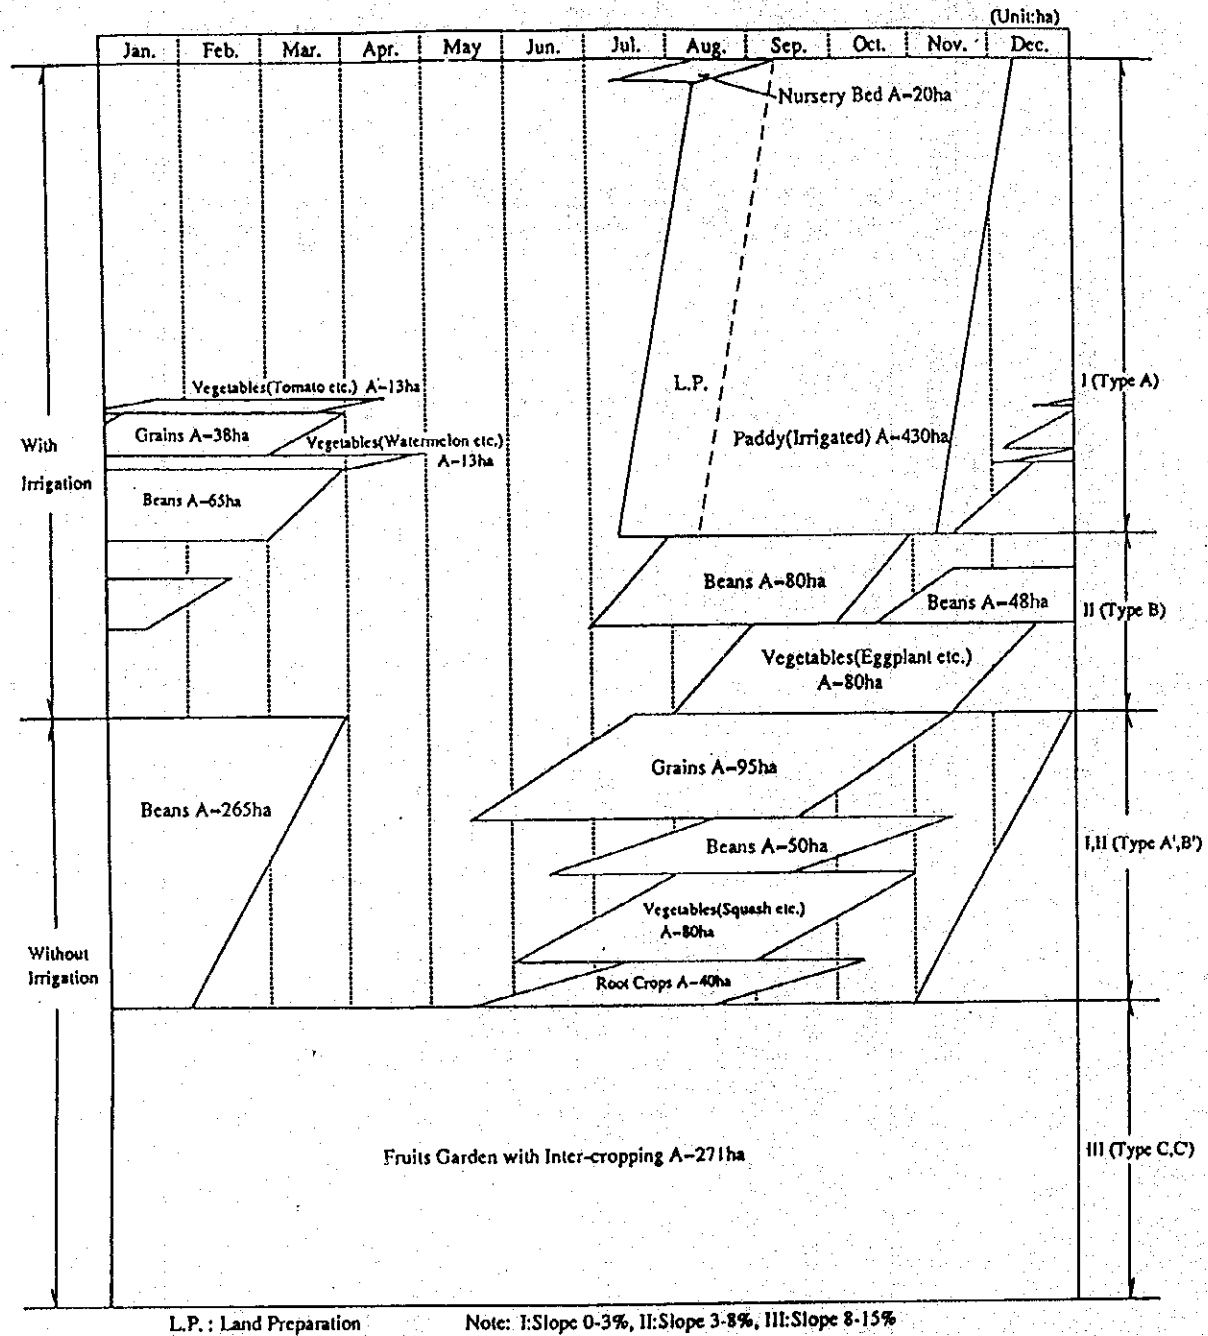 (Unit:ha)
Jan. Feb. Mar. Apr. May Jun. Jul. Aug. Sep. Oct. Nov. Dec.
Nursery Bed A-20ha
I (Type A)
L.P.
Vegetables(Tomato etc.) A-13ha
Grains A-38ha
Vegetables(Watermelon etc.)
A-13ha
Paddy(Irrigated) A-430ha
With
Irrigation
Beans A-65ha
Beans A-80ha
Beans A-48ha
II (Type B)
Vegetables(Eggplant etc.)
A-80ha
Grains A-95ha
Beans A-265ha
Beans A-50ha
I,II (Type A',B')
Vegetables(Squash etc.)
A-80ha
Without
Irrigation
Root Crops A-40ha
Fruits Garden with Inter-cropping A-271ha
III (Type C,C')
L.P. : Land Preparation
Note: I:Slope 0-3%, II:Slope 3-8%, III:Slope 8-15%